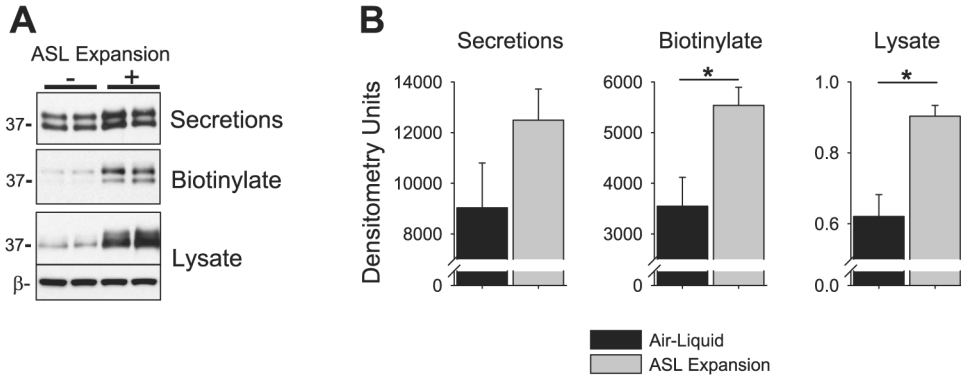 A
ASL Expansion
- +
37- Secretions
37- Biotinylate
37- Lysate
β-
B
Secretions Biotinylate Lysate
Densitometry Units
14000
12000
10000
8000
0
6000
5000
4000
3000
0
1.0
0.8
0.6
0.0
* *
Air-Liquid
ASL Expansion